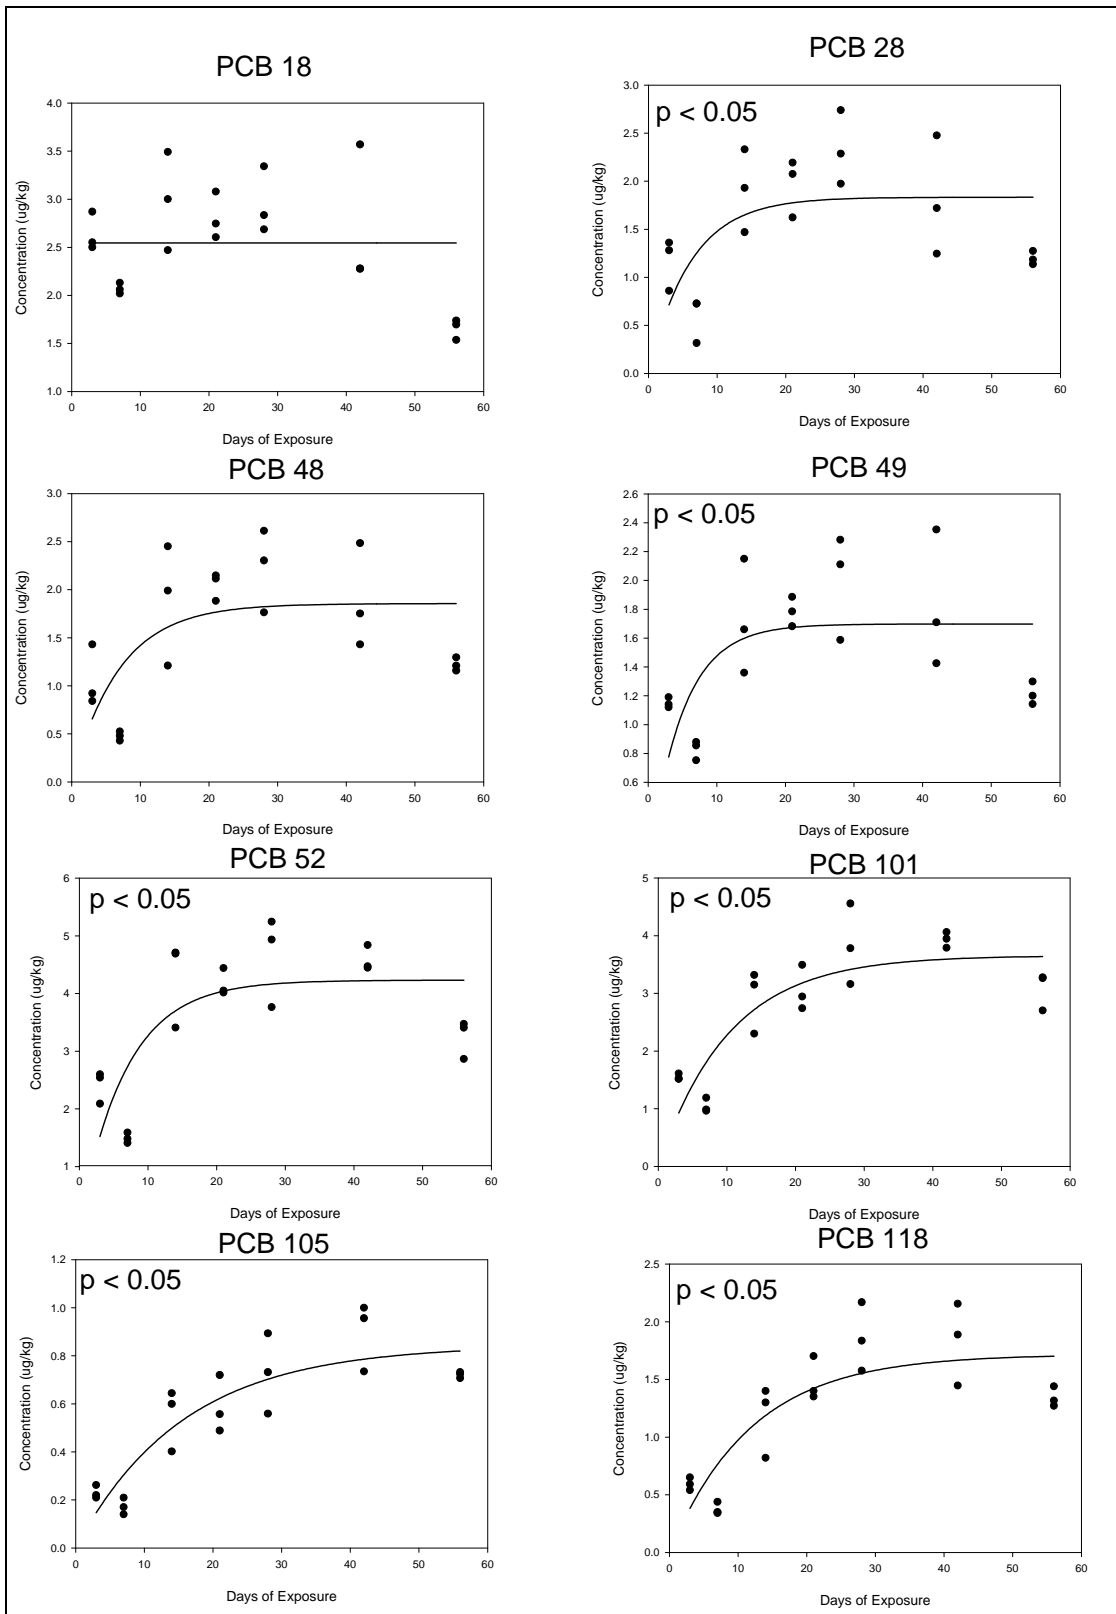 PCB 18
4.0
3.5
3.0
2.5
2.0
1.5
1.0
Concentration (ug/kg)
0 10 20 30 40 50 60
Days of Exposure
PCB 28
p < 0.05
3.0
2.5
2.0
1.5
1.0
0.5
0.0
Concentration (ug/kg)
0 10 20 30 40 50 60
Days of Exposure
PCB 48
3.0
2.5
2.0
1.5
1.0
0.5
0.0
Concentration (ug/kg)
0 10 20 30 40 50 60
Days of Exposure
PCB 49
p < 0.05
2.6
2.4
2.2
2.0
1.8
1.6
1.4
1.2
1.0
0.8
0.6
Concentration (ug/kg)
0 10 20 30 40 50 60
Days of Exposure
PCB 52
p < 0.05
6
5
4
3
2
1
Concentration (ug/kg)
0 10 20 30 40 50 60
Days of Exposure
PCB 101
p < 0.05
5
4
3
2
1
0
Concentration (ug/kg)
0 10 20 30 40 50 60
Days of Exposure
PCB 105
p < 0.05
1.2
1.0
0.8
0.6
0.4
0.2
0.0
Concentration (ug/kg)
0 10 20 30 40 50 60
Days of Exposure
PCB 118
p < 0.05
2.5
2.0
1.5
1.0
0.5
0.0
Concentration (ug/kg)
0 10 20 30 40 50 60
Days of Exposure